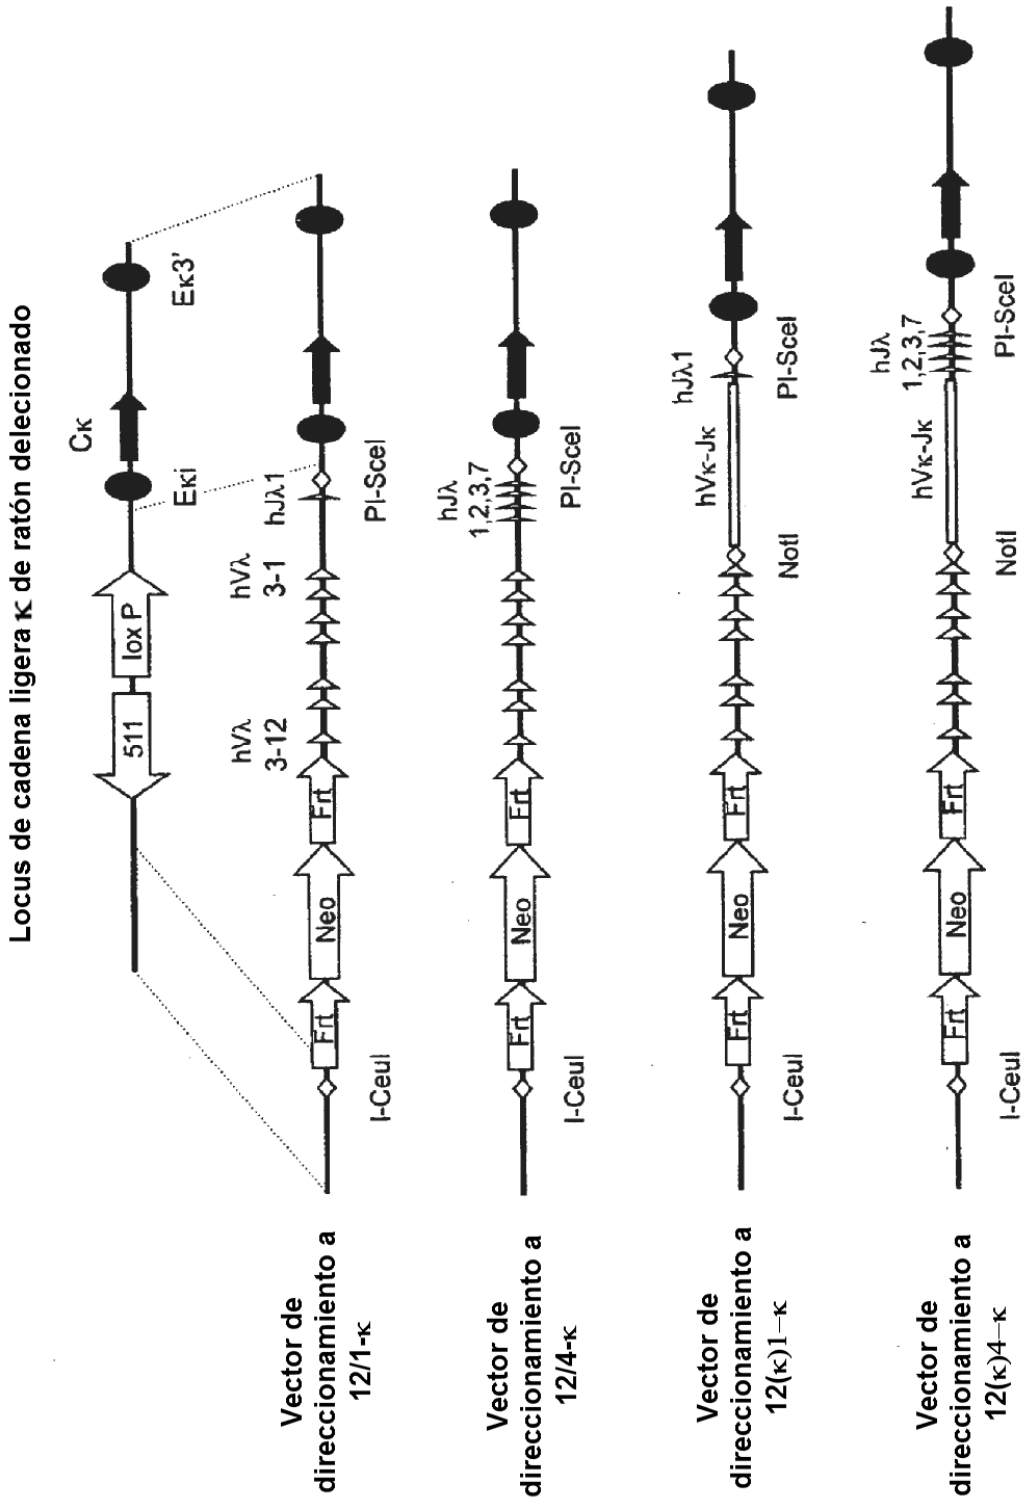 Locus de cadena ligera κ de ratón delecionado
511
lox P
Eκi
Cκ
Eκ3'
Vector de
direccionamiento a
12/1-κ
I-CeuI
Frt
Neo
Frt
hVλ
3-12
hVλ
3-1
hJλ1
PI-SceI
Vector de
direccionamiento a
12/4-κ
I-CeuI
Frt
Neo
Frt
hJλ
1,2,3,7
PI-SceI
Vector de
direccionamiento a
12(κ)1–κ
I-CeuI
Frt
Neo
Frt
NotI
hVκ-Jκ
hJλ1
PI-SceI
Vector de
direccionamiento a
12(κ)4–κ
I-CeuI
Frt
Neo
Frt
NotI
hVκ-Jκ
hJλ
1,2,3,7
PI-SceI